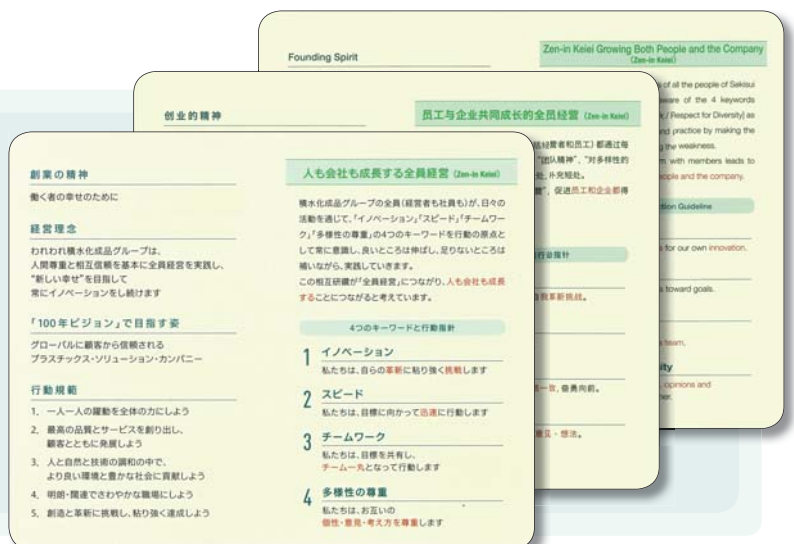 Founding Spirit
Zen-in Keiei Growing Both People and the Company
(Zen-in Keiei)
of all the people of Sekisui
aware of the 4 keywords
/ Respect for Diversity] as
and practice by making the
the weakness.
with members leads to
people and the company.
Guideline
for our own innovation.
toward goals.
team.
opinions and
创业的精神
员工与企业共同成长的全员经营 (Zen-in Keiei)
经营者和员工) 都通过每
"团队精神", "对多样性的
处, 补充短处。
促进员工和企业都得
行动指针
革新挑战。
一致, 奋勇向前。
意见・想法。
創業の精神
働く者の幸せのために
経営理念
われわれ積水化成品グループは、
人間尊重と相互信頼を基本に全員経営を実践し、
“新しい幸せ”を目指して
常にイノベーションをし続けます
「100年ビジョン」で目指す姿
グローバルに顧客から信頼される
プラスチックス・ソリューション・カンパニー
行動規範
1. 一人一人の躍動を全体の力にしよう
2. 最高の品質とサービスを創り出し、
顧客とともに発展しよう
3. 人と自然と技術の調和の中で、
より良い環境と豊かな社会に貢献しよう
4. 明朗・闊達でさわやかな職場にしよう
5. 創造と革新に挑戦し、粘り強く達成しよう
人も会社も成長する全員経営 (Zen-in Keiei)
積水化成品グループの全員(経営者も社員も)が、日々の
活動を通じて、「イノベーション」「スピード」「チームワー
ク」「多様性の尊重」の4つのキーワードを行動の原点と
して常に意識し、良いところは伸ばし、足りないところは
補いながら、実践していきます。
この相互研鑽が「全員経営」につながり、人も会社も成長
することにつながると考えています。
4つのキーワードと行動指針
1 イノベーション
私たちは、自らの革新に粘り強く挑戦します
2 スピード
私たちは、目標に向かって迅速に行動します
3 チームワーク
私たちは、目標を共有し、
チーム一丸となって行動します
4 多様性の尊重
私たちは、お互いの
個性・意見・考え方を尊重します